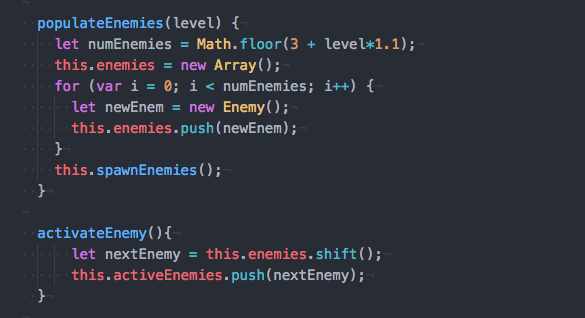 populateEnemies(level) {
  let numEnemies = Math.floor(3 + level*1.1);
  this.enemies = new Array();
  for (var i = 0; i < numEnemies; i++) {
    let newEnem = new Enemy();
    this.enemies.push(newEnem);
  }
  this.spawnEnemies();
}

activateEnemy(){
    let nextEnemy = this.enemies.shift();
    this.activeEnemies.push(nextEnemy);
}